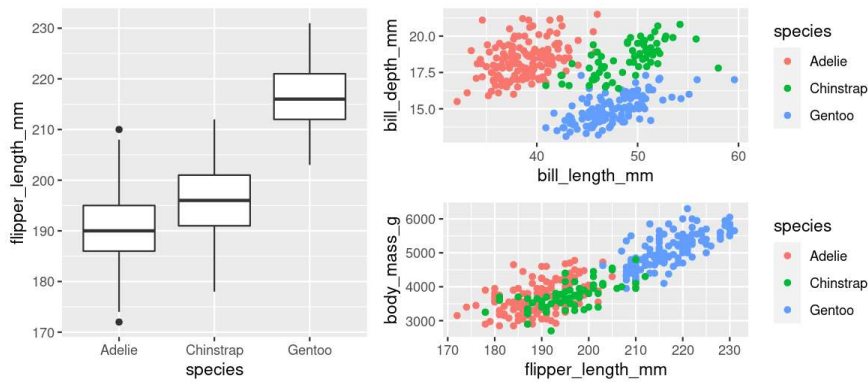 flipper_length_mm
230
220
210
200
190
180
170
Adelie
Chinstrap
Gentoo
species
bill_depth_mm
20.0
17.5
15.0
40
50
60
bill_length_mm
species
Adelie
Chinstrap
Gentoo
body_mass_g
6000
5000
4000
3000
170
180
190
200
210
220
230
flipper_length_mm
species
Adelie
Chinstrap
Gentoo